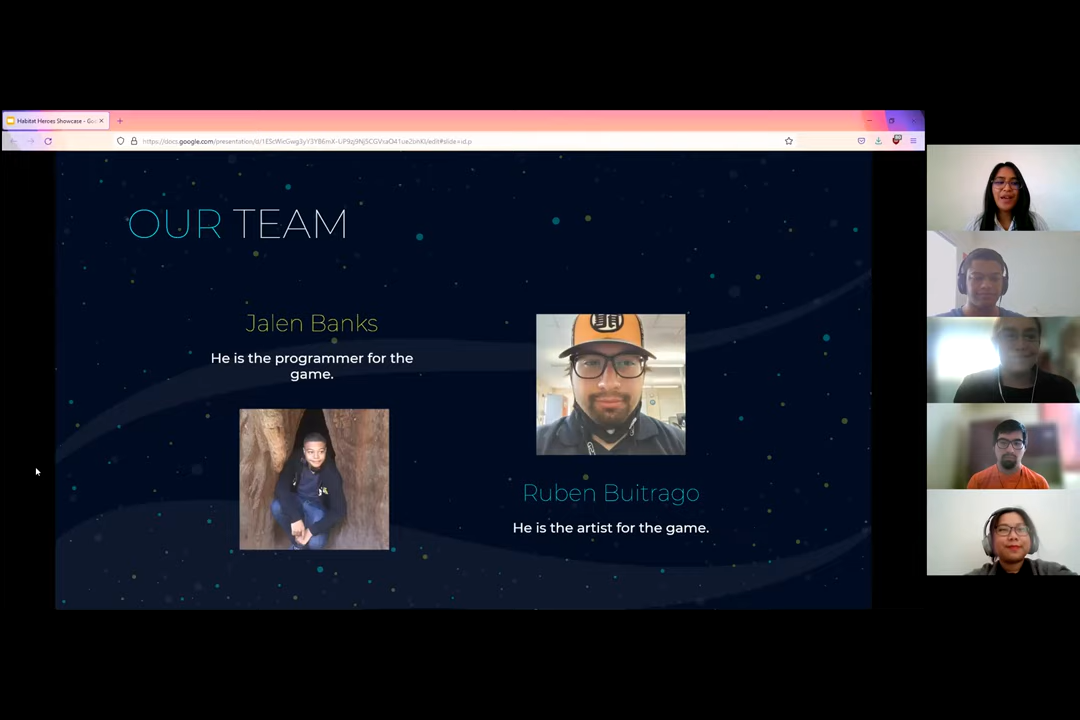 Habitat Heroes Showcase - Goo
OUR TEAM
Jalen Banks
He is the programmer for the
game.
Ruben Buitrago
He is the artist for the game.